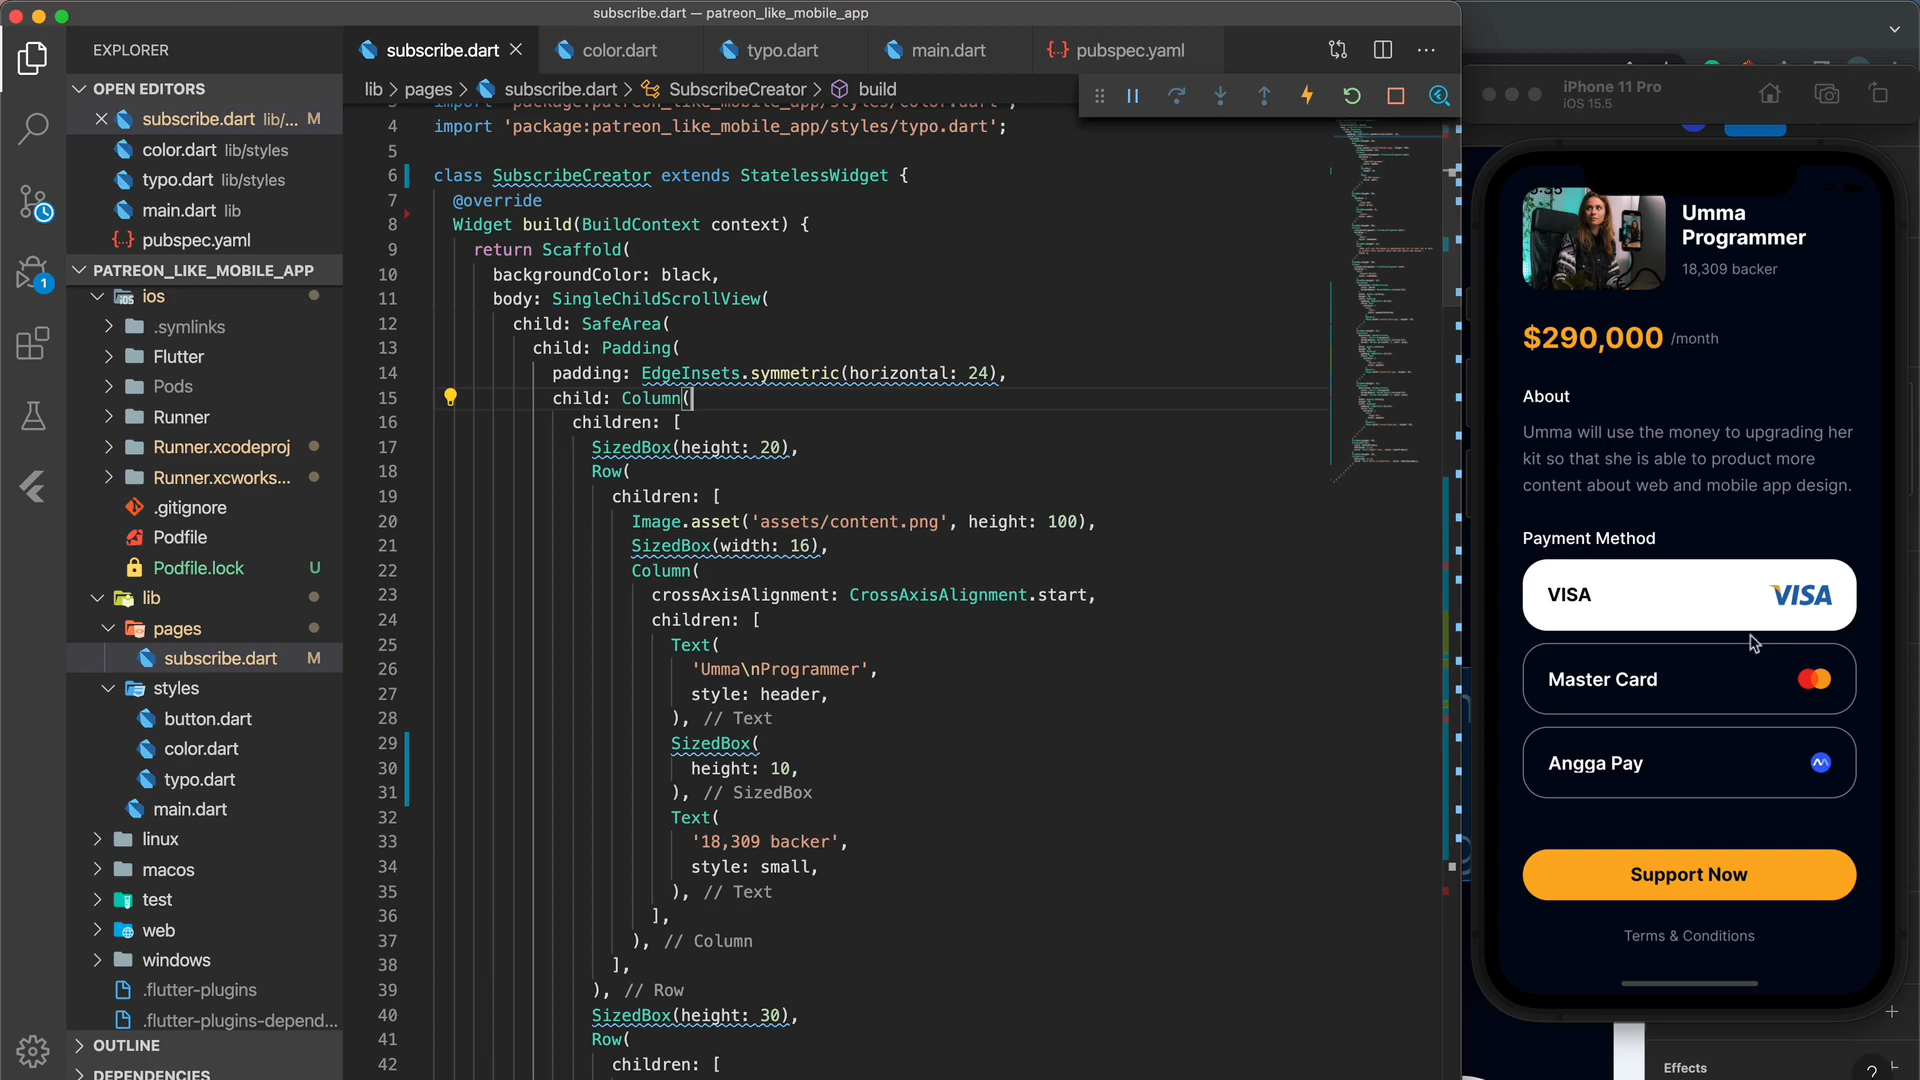 subscribe.dart — patreon_like_mobile_app
EXPLORER
OPEN EDITORS
subscribe.dart lib/... M
color.dart lib/styles
typo.dart lib/styles
main.dart lib
pubspec.yaml
PATREON_LIKE_MOBILE_APP
ios
.symlinks
Flutter
Pods
Runner
Runner.xcodeproj
Runner.xcworks...
.gitignore
Podfile
Podfile.lock U
lib
pages
subscribe.dart M
styles
button.dart
color.dart
typo.dart
main.dart
linux
macos
test
web
windows
.flutter-plugins
.flutter-plugins-depend...
OUTLINE
DEPENDENCIES
1
subscribe.dart
color.dart
typo.dart
main.dart
pubspec.yaml
lib > pages > subscribe.dart > SubscribeCreator > build
3 import 'package:patreon_like_mobile_app/styles/color.dart';
4 import 'package:patreon_like_mobile_app/styles/typo.dart';
5
6 class SubscribeCreator extends StatelessWidget {
7 @override
8 Widget build(BuildContext context) {
9 return Scaffold(
10 backgroundColor: black,
11 body: SingleChildScrollView(
12 child: SafeArea(
13 child: Padding(
14 padding: EdgeInsets.symmetric(horizontal: 24),
15 child: Column(
16 children: [
17 SizedBox(height: 20),
18 Row(
19 children: [
20 Image.asset('assets/content.png', height: 100),
21 SizedBox(width: 16),
22 Column(
23 crossAxisAlignment: CrossAxisAlignment.start,
24 children: [
25 Text(
26 'Umma\nProgrammer',
27 style: header,
28 ), // Text
29 SizedBox(
30 height: 10,
31 ), // SizedBox
32 Text(
33 '18,309 backer',
34 style: small,
35 ), // Text
36 ],
37 ), // Column
38 ],
39 ), // Row
40 SizedBox(height: 30),
41 Row(
42 children: [
iPhone 11 Pro
iOS 15.5
Umma
Programmer
18,309 backer
$290,000 /month
About
Umma will use the money to upgrading her
kit so that she is able to product more
content about web and mobile app design.
Payment Method
VISA VISA
Master Card
Angga Pay
Support Now
Terms & Conditions
Effects
?